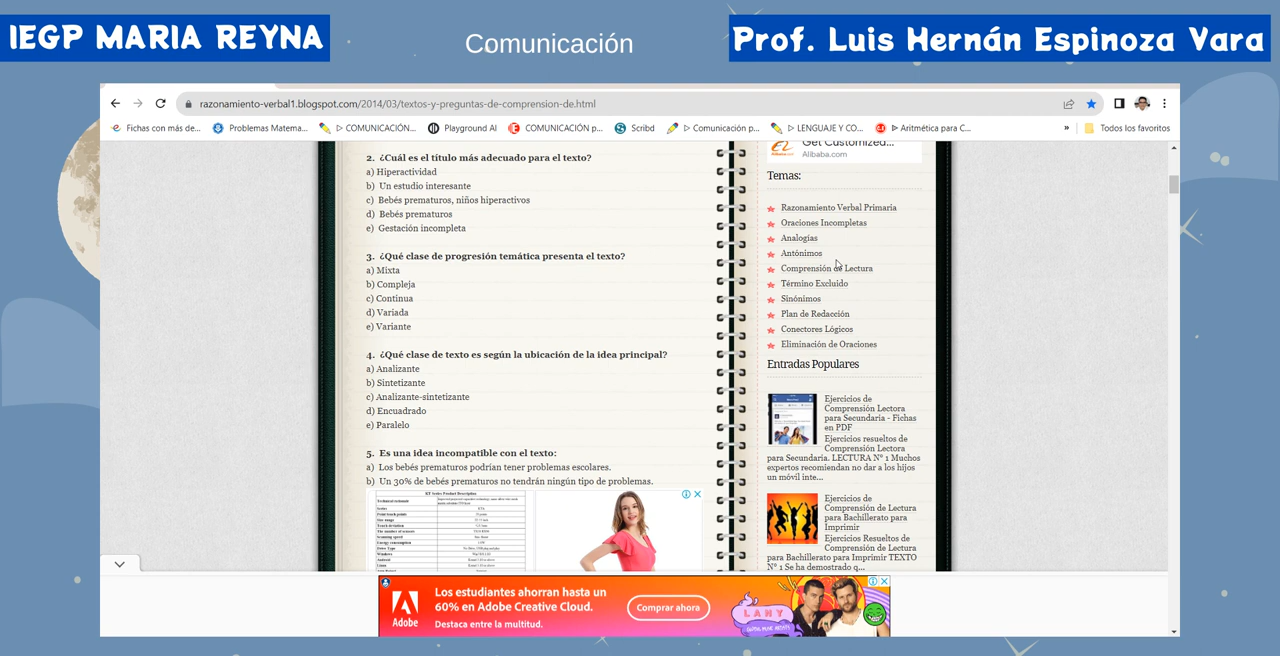 IEGP MARIA REYNA
Comunicación
Prof. Luis Hernán Espinoza Vara
razonamiento-verbal1.blogspot.com/2014/03/textos-y-preguntas-de-comprension-de.html
Fichas con más de...
Problemas Matema...
▷ COMUNICACIÓN...
Playground AI
COMUNICACIÓN p...
Scribd
▷ Comunicación p...
▷ LENGUAJE Y CO...
▷ Aritmética para C...
»
Todos los favoritos
2. ¿Cuál es el título más adecuado para el texto?
a) Hiperactividad
b) Un estudio interesante
c) Bebés prematuros, niños hiperactivos
d) Bebés prematuros
e) Gestación incompleta
3. ¿Qué clase de progresión temática presenta el texto?
a) Mixta
b) Compleja
c) Continua
d) Variada
e) Variante
4. ¿Qué clase de texto es según la ubicación de la idea principal?
a) Analizante
b) Sintetizante
c) Analizante-sintetizante
d) Encuadrado
e) Paralelo
5. Es una idea incompatible con el texto:
a) Los bebés prematuros podrían tener problemas escolares.
b) Un 30% de bebés prematuros no tendrán ningún tipo de problemas.
Get Customized...
Alibaba.com
Temas:
Razonamiento Verbal Primaria
Oraciones Incompletas
Analogías
Antónimos
Comprensión de Lectura
Término Excluido
Sinónimos
Plan de Redacción
Conectores Lógicos
Eliminación de Oraciones
Entradas Populares
Ejercicios de
Comprensión Lectora
para Secundaria - Fichas
en PDF
Ejercicios resueltos de
Comprensión Lectora
para Secundaria. LECTURA Nº 1 Muchos
expertos recomiendan no dar a los hijos
un móvil inte...
Ejercicios de
Comprensión de Lectura
para Bachillerato para
Imprimir
Ejercicios Resueltos de
Comprensión de Lectura
para Bachillerato para Imprimir TEXTO
Nº 1 Se ha demostrado q...
Adobe
Los estudiantes ahorran hasta un
60% en Adobe Creative Cloud.
Destaca entre la multitud.
Comprar ahora
LANY